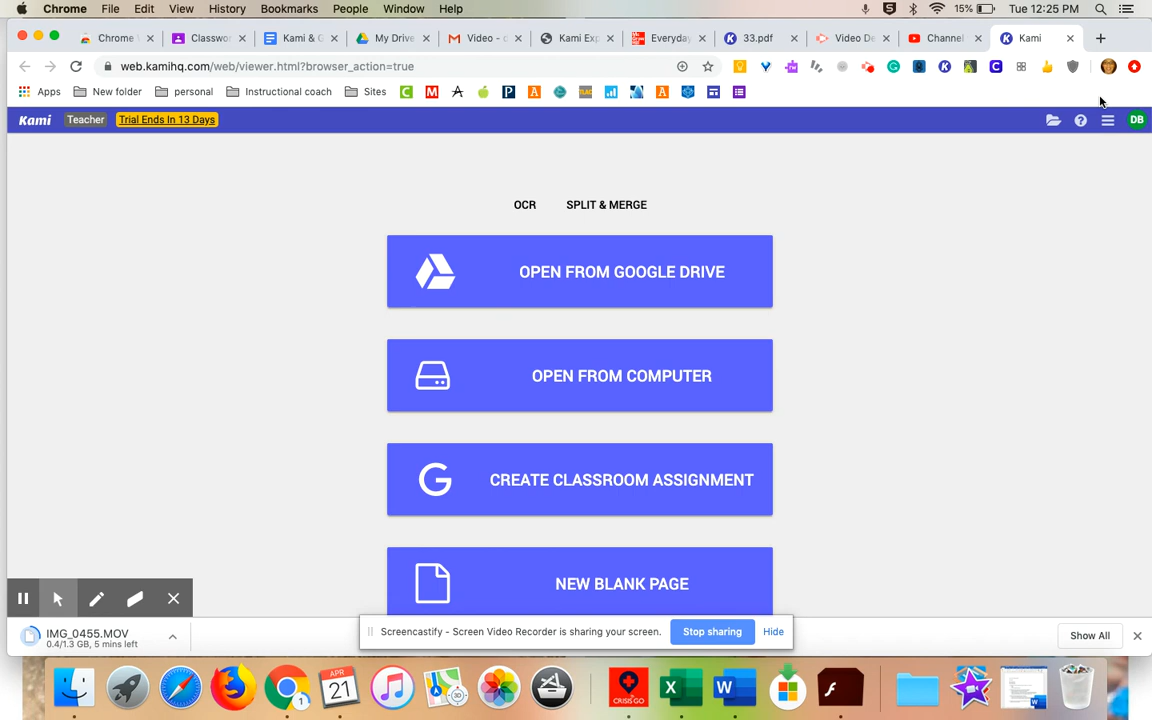 Chrome File Edit View History Bookmarks People Window Help 15% Tue 12:25 PM
Chrome Classwor Kami & G My Drive Video - d Kami Exp Everyday 33.pdf Video De Channel Kami
web.kamihq.com/web/viewer.html?browser_action=true
Apps New folder personal Instructional coach Sites
Kami Teacher Trial Ends In 13 Days DB
OCR SPLIT & MERGE
OPEN FROM GOOGLE DRIVE
OPEN FROM COMPUTER
CREATE CLASSROOM ASSIGNMENT
NEW BLANK PAGE
IMG_0455.MOV
0.4/1.3 GB, 5 mins left
Screencastify - Screen Video Recorder is sharing your screen. Stop sharing Hide
Show All
APR
21
CRISIS GO